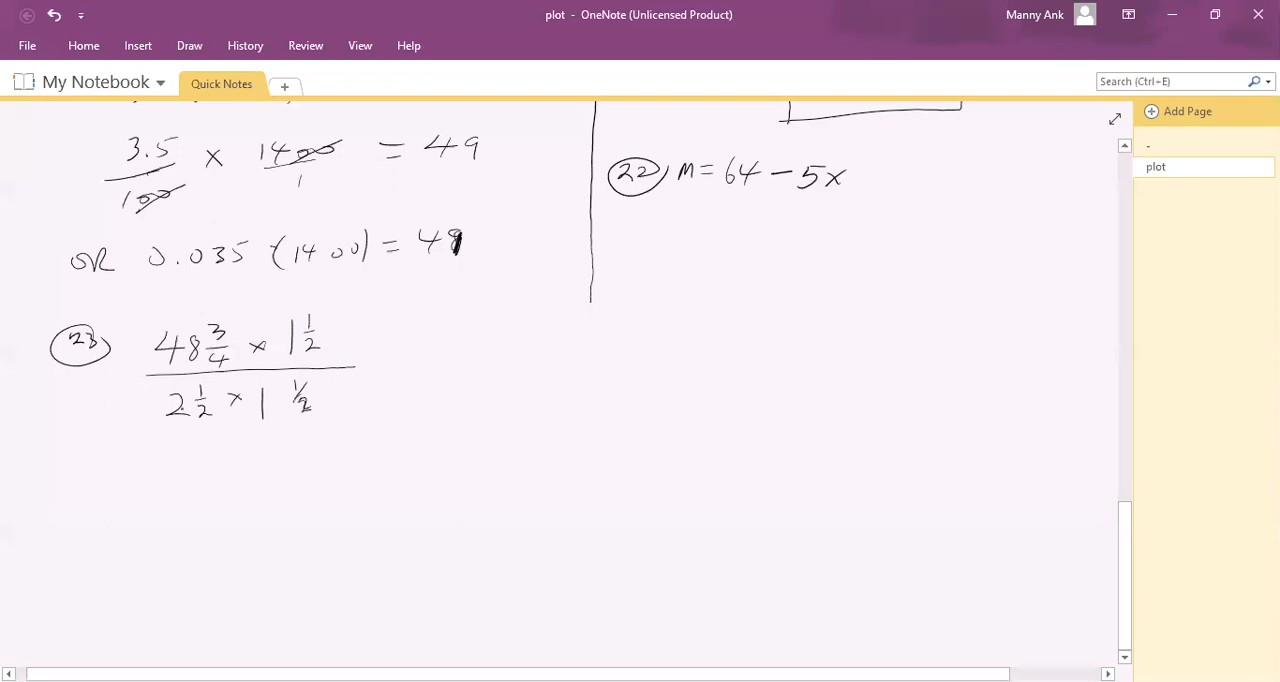 plot - OneNote (Unlicensed Product)
Manny Ank
File Home Insert Draw History Review View Help
My Notebook
Quick Notes
+
Search (Ctrl+E)
Add Page
-
plot
3.5/100 × 1400/1 = 49
OR 0.035 (1400) = 49
22 M = 64 - 5x
23 48 3/4 × 1 1/2
2 1/2 × 1 1/2